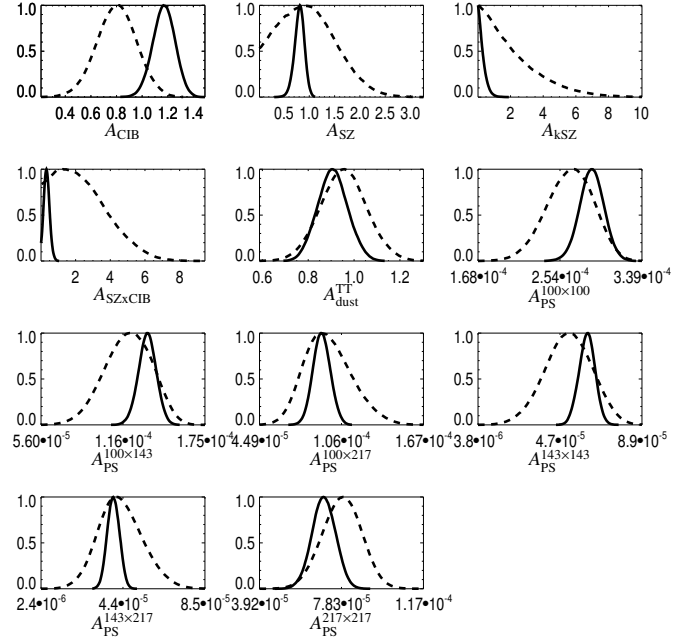 1.0 1.0 1.0
0.5 0.5 0.5
0.0 0.0 0.0
0.4 0.6 0.8 1.0 1.2 1.4 0.5 1.0 1.5 2.0 2.5 3.0 2 4 6 8 10
A_CIB A_SZ A_kSZ
1.0 1.0 1.0
0.5 0.5 0.5
0.0 0.0 0.0
2 4 6 8 0.6 0.8 1.0 1.2 1.68•10^-4 2.54•10^-4 3.39•10^-4
A_SZxCIB A_dust^TT A_PS^100×100
1.0 1.0 1.0
0.5 0.5 0.5
0.0 0.0 0.0
5.60•10^-5 1.16•10^-4 1.75•10^-4 4.49•10^-5 1.06•10^-4 1.67•10^-4 3.8•10^-6 4.7•10^-5 8.9•10^-5
A_PS^100×143 A_PS^100×217 A_PS^143×143
1.0 1.0
0.5 0.5
0.0 0.0
2.4•10^-6 4.4•10^-5 8.5•10^-5 3.92•10^-5 7.83•10^-5 1.17•10^-4
A_PS^143×217 A_PS^217×217